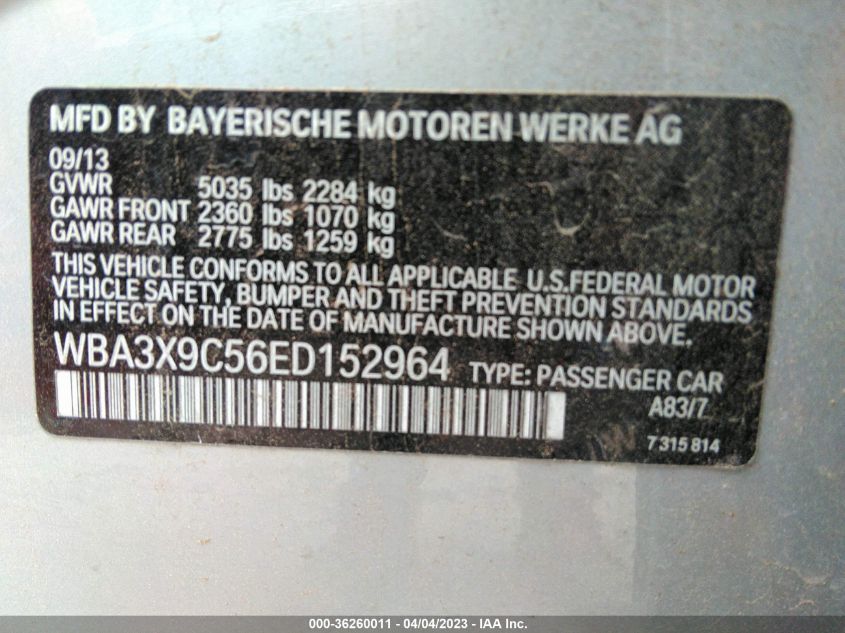 MFD BY BAYERISCHE MOTOREN WERKE AG
09/13
GVWR 5035 lbs 2284 kg
GAWR FRONT 2360 lbs 1070 kg
GAWR REAR 2775 lbs 1259 kg
THIS VEHICLE CONFORMS TO ALL APPLICABLE U.S.FEDERAL MOTOR
VEHICLE SAFETY, BUMPER AND THEFT PREVENTION STANDARDS
IN EFFECT ON THE DATE OF MANUFACTURE SHOWN ABOVE.
WBA3X9C56ED152964 TYPE: PASSENGER CAR
A83/7
7 315 814
000-36260011 - 04/04/2023 - IAA Inc.